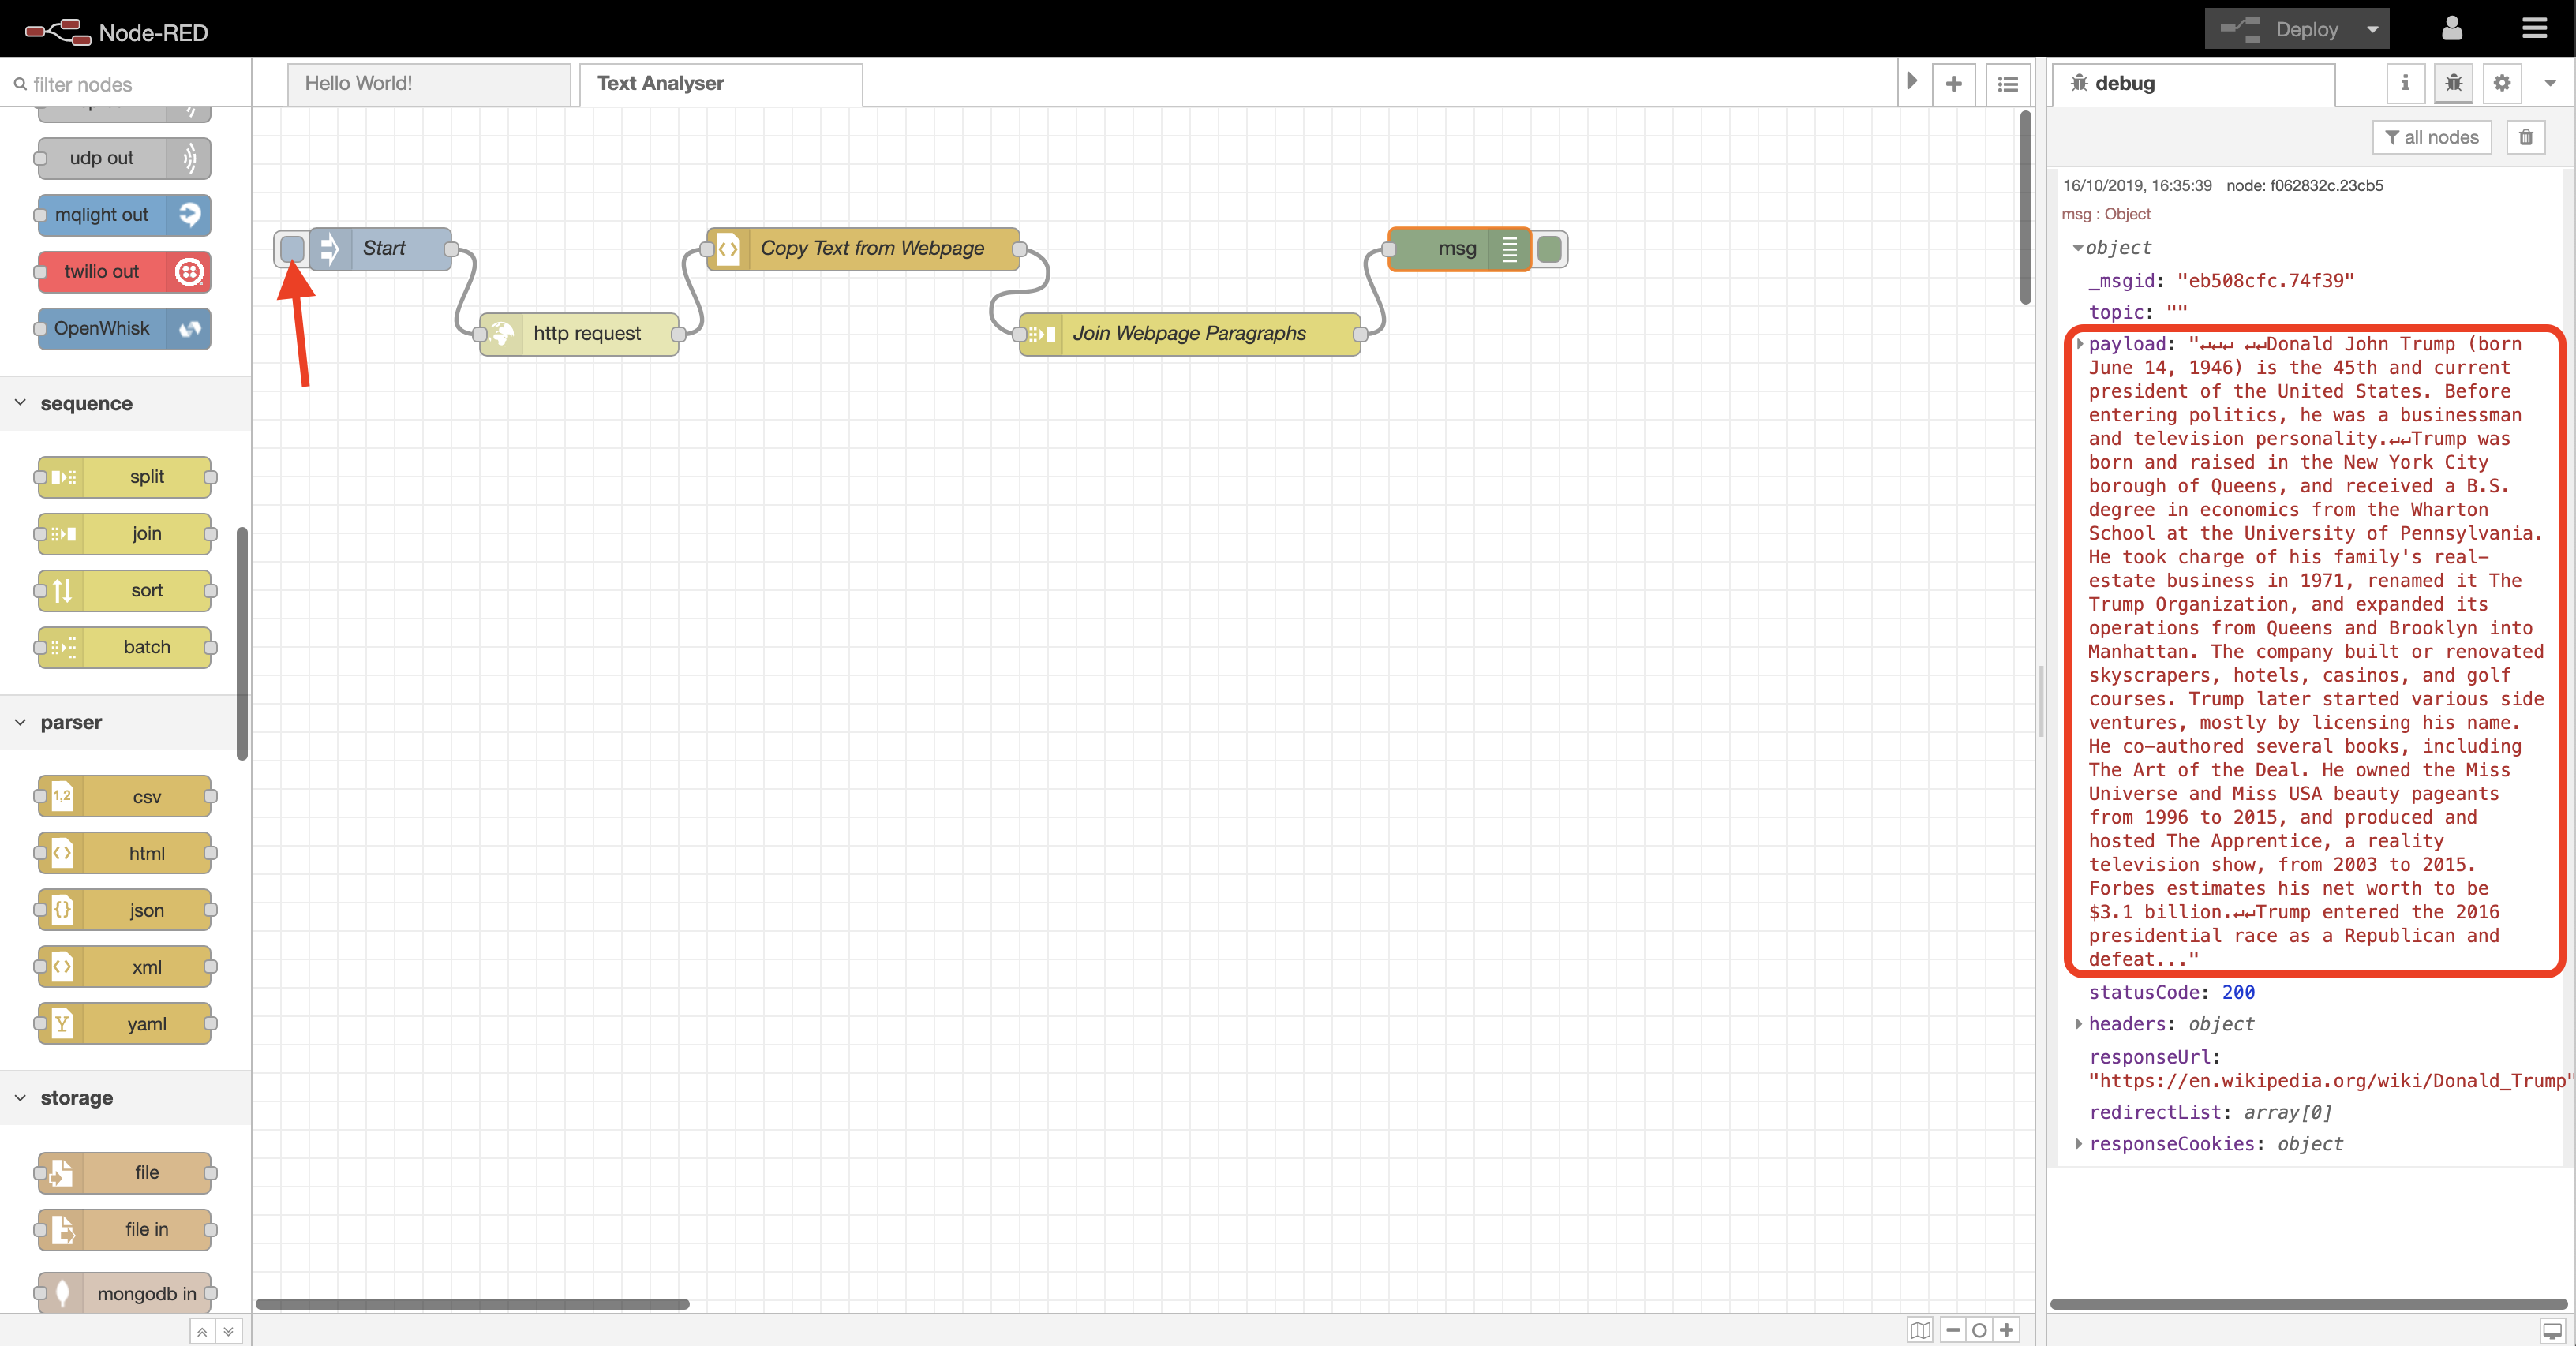 Node-RED
Deploy
filter nodes
Hello World!
Text Analyser
debug
all nodes
udp out
mqlight out
twilio out
OpenWhisk
sequence
split
join
sort
batch
parser
1,2
csv
html
json
xml
yaml
storage
file
file in
mongodb in
Start
http request
Copy Text from Webpage
Join Webpage Paragraphs
msg
16/10/2019, 16:35:39 node: f062832c.23cb5
msg : Object
object
_msgid: "eb508cfc.74f39"
topic: ""
payload: "↵↵↵ ↵↵Donald John Trump (born
June 14, 1946) is the 45th and current
president of the United States. Before
entering politics, he was a businessman
and television personality.↵↵Trump was
born and raised in the New York City
borough of Queens, and received a B.S.
degree in economics from the Wharton
School at the University of Pennsylvania.
He took charge of his family's real-
estate business in 1971, renamed it The
Trump Organization, and expanded its
operations from Queens and Brooklyn into
Manhattan. The company built or renovated
skyscrapers, hotels, casinos, and golf
courses. Trump later started various side
ventures, mostly by licensing his name.
He co-authored several books, including
The Art of the Deal. He owned the Miss
Universe and Miss USA beauty pageants
from 1996 to 2015, and produced and
hosted The Apprentice, a reality
television show, from 2003 to 2015.
Forbes estimates his net worth to be
$3.1 billion.↵↵Trump entered the 2016
presidential race as a Republican and
defeat..."
statusCode: 200
headers: object
responseUrl:
"https://en.wikipedia.org/wiki/Donald_Trump"
redirectList: array[0]
responseCookies: object